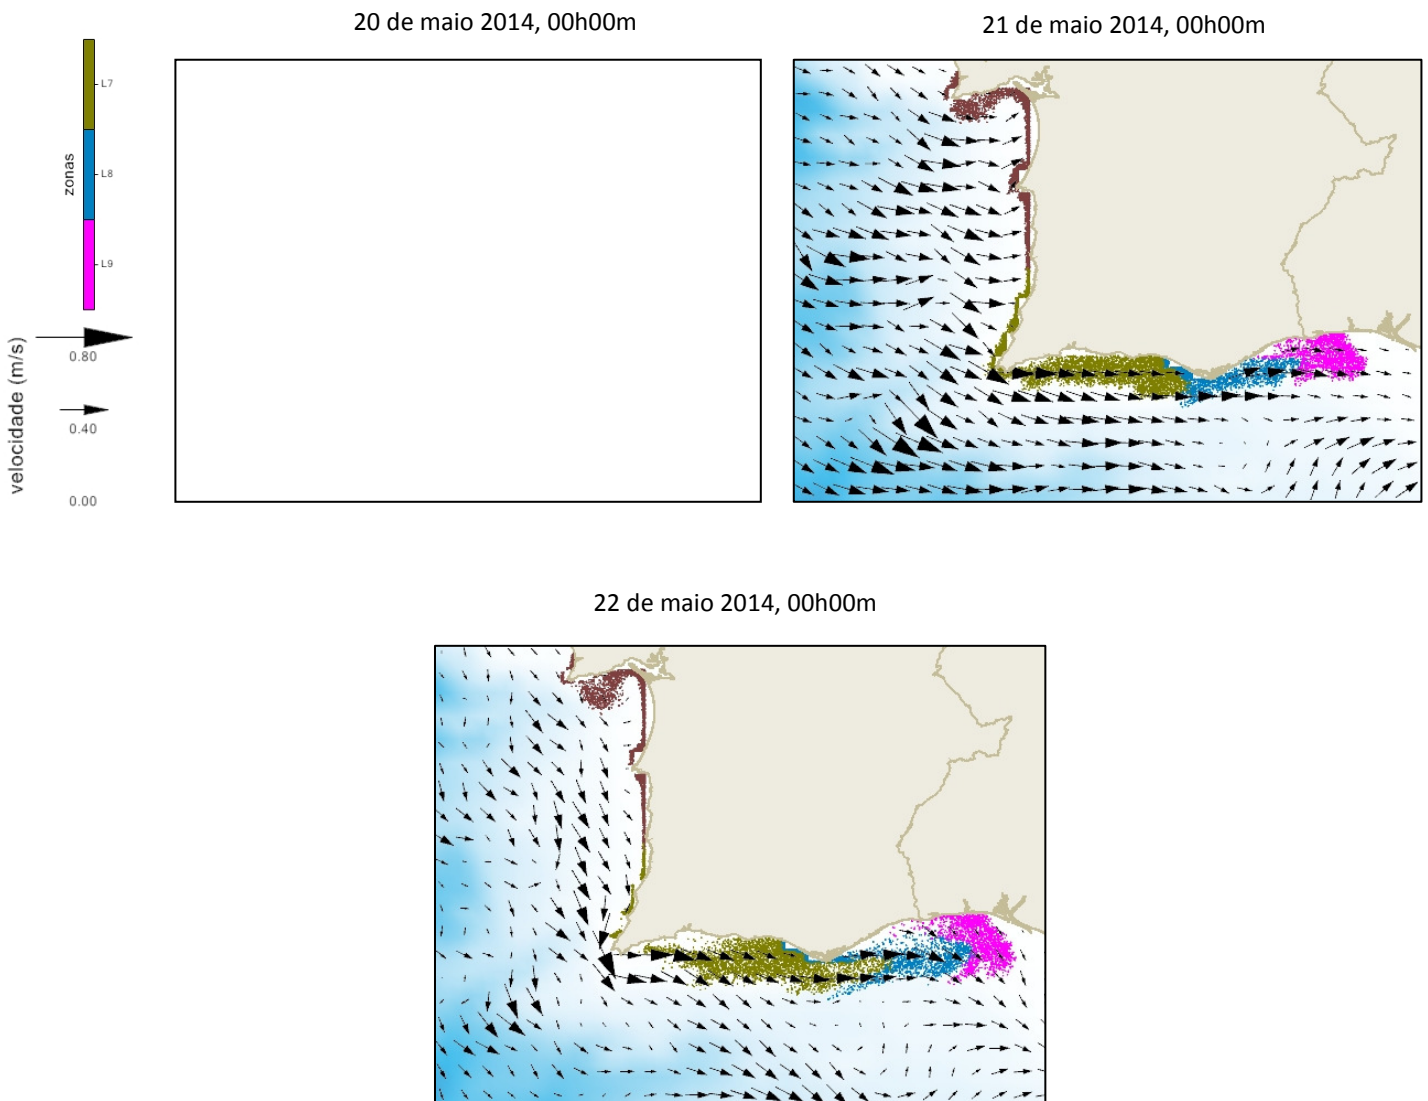 20 de maio 2014, 00h00m
21 de maio 2014, 00h00m
L7
zonas
L8
L9
velocidade (m/s)
0.80
0.40
0.00
22 de maio 2014, 00h00m